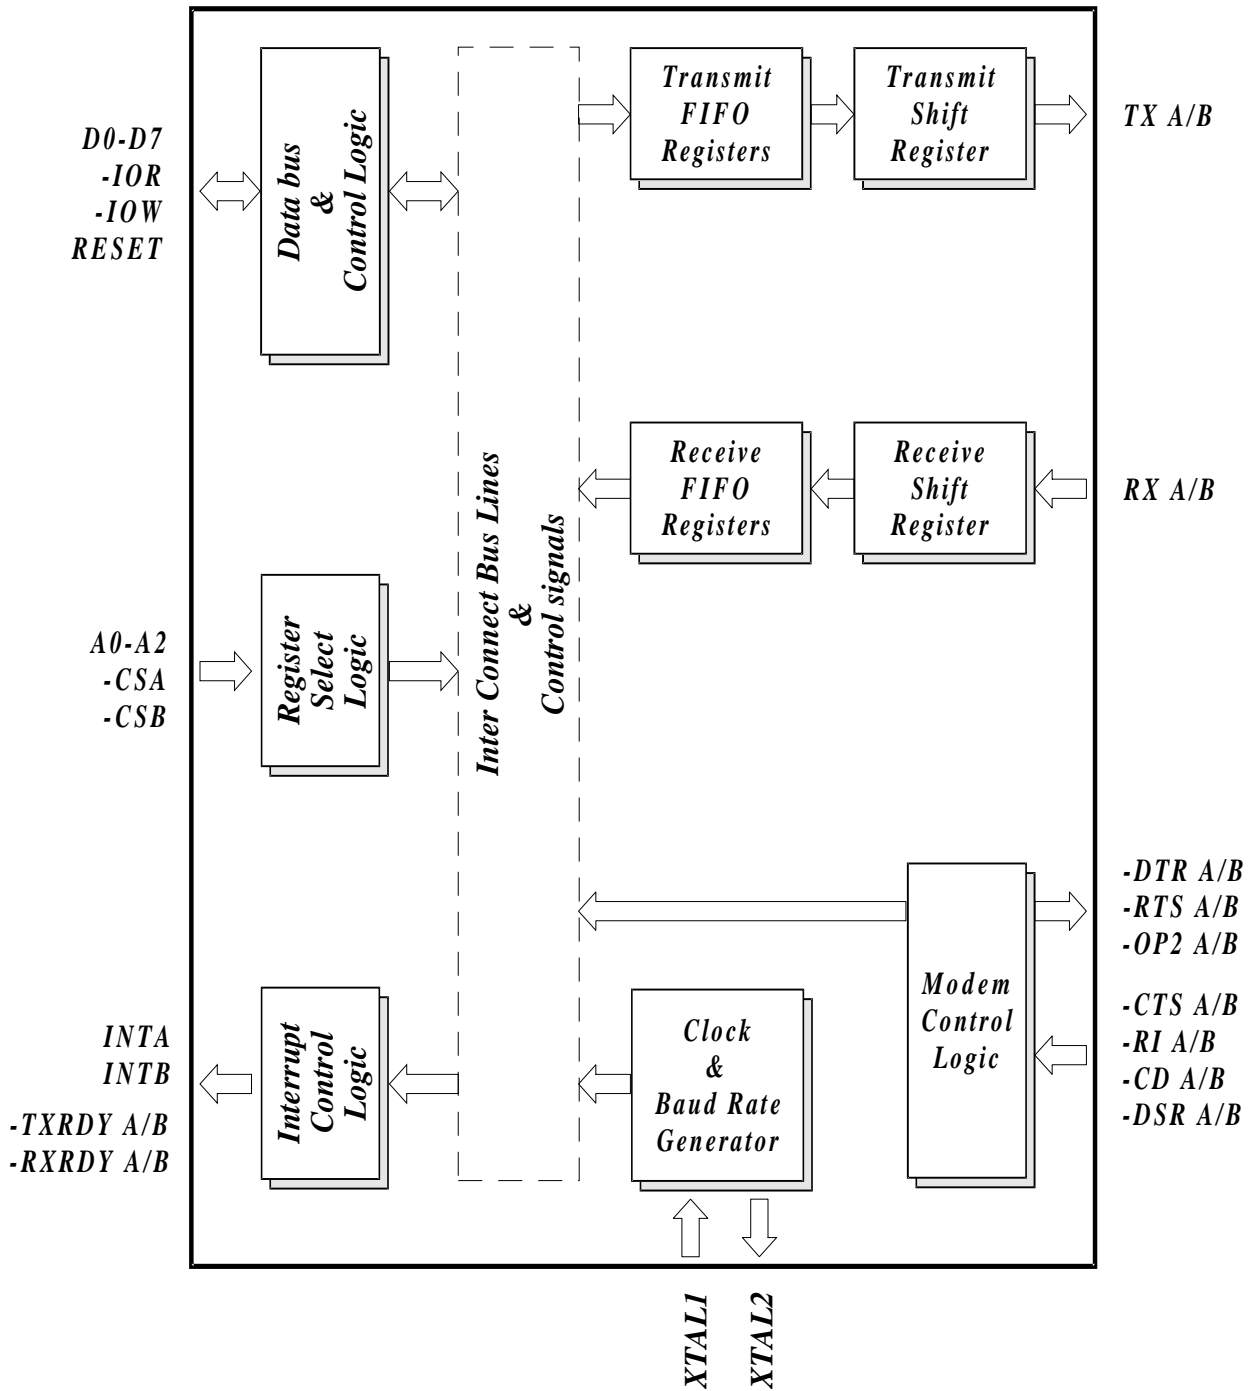 D0-D7
-IOR
-IOW
RESET
Data bus
&
Control Logic
A0-A2
-CSA
-CSB
Register
Select
Logic
INTA
INTB
-TXRDY A/B
-RXRDY A/B
Interrupt
Control
Logic
Inter Connect Bus Lines
&
Control signals
Transmit
FIFO
Registers
Transmit
Shift
Register
TX A/B
Receive
FIFO
Registers
Receive
Shift
Register
RX A/B
Clock
&
Baud Rate
Generator
Modem
Control
Logic
-DTR A/B
-RTS A/B
-OP2 A/B
-CTS A/B
-RI A/B
-CD A/B
-DSR A/B
XTAL1
XTAL2